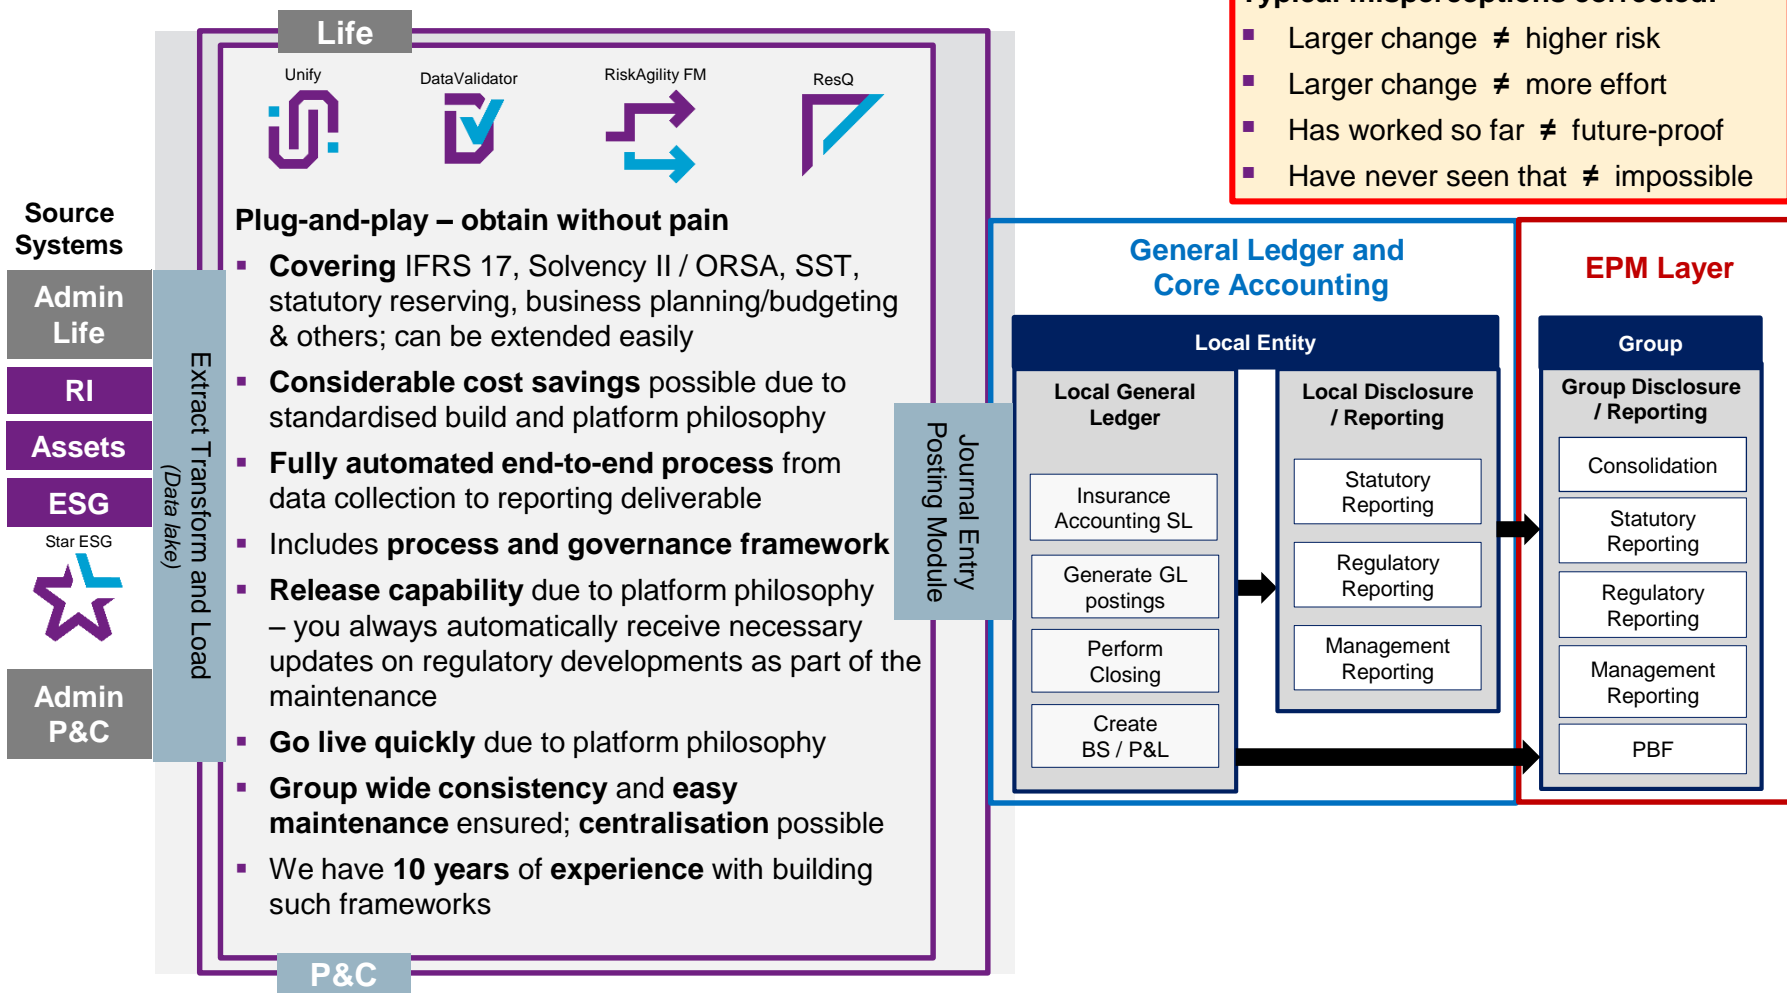 Typical misperceptions corrected:
Larger change ≠ higher risk
Larger change ≠ more effort
Has worked so far ≠ future-proof
Have never seen that ≠ impossible
Life
Unify
DataValidator
RiskAgility FM
ResQ
Source
Systems
Admin
Life
RI
Assets
ESG
Star ESG
Admin
P&C
Extract Transform and Load
(Data lake)
Plug-and-play – obtain without pain
Covering IFRS 17, Solvency II / ORSA, SST,
statutory reserving, business planning/budgeting
& others; can be extended easily
Considerable cost savings possible due to
standardised build and platform philosophy
Fully automated end-to-end process from
data collection to reporting deliverable
Includes process and governance framework
Release capability due to platform philosophy
– you always automatically receive necessary
updates on regulatory developments as part of the
maintenance
Go live quickly due to platform philosophy
Group wide consistency and easy
maintenance ensured; centralisation possible
We have 10 years of experience with building
such frameworks
P&C
Journal Entry
Posting Module
General Ledger and
Core Accounting
Local Entity
Local General
Ledger
Insurance
Accounting SL
Generate GL
postings
Perform
Closing
Create
BS / P&L
Local Disclosure
/ Reporting
Statutory
Reporting
Regulatory
Reporting
Management
Reporting
EPM Layer
Group
Group Disclosure
/ Reporting
Consolidation
Statutory
Reporting
Regulatory
Reporting
Management
Reporting
PBF